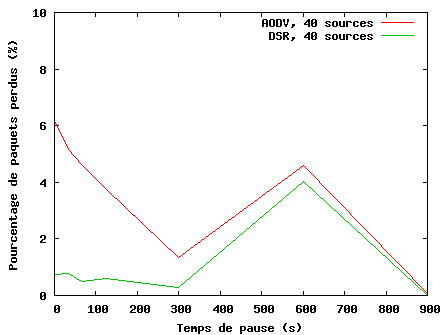 AODV, 40 sources
DSR, 40 sources
10
8
6
4
2
0
Pourcentage de paquets perdus (%)
0 100 200 300 400 500 600 700 800 900
Temps de pause (s)